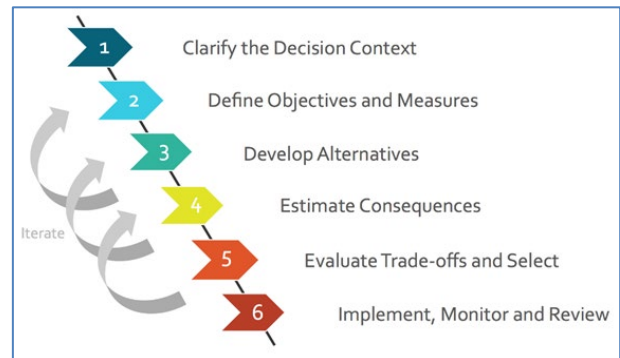 1 Clarify the Decision Context
2 Define Objectives and Measures
3 Develop Alternatives
4 Estimate Consequences
Iterate
5 Evaluate Trade-offs and Select
6 Implement, Monitor and Review